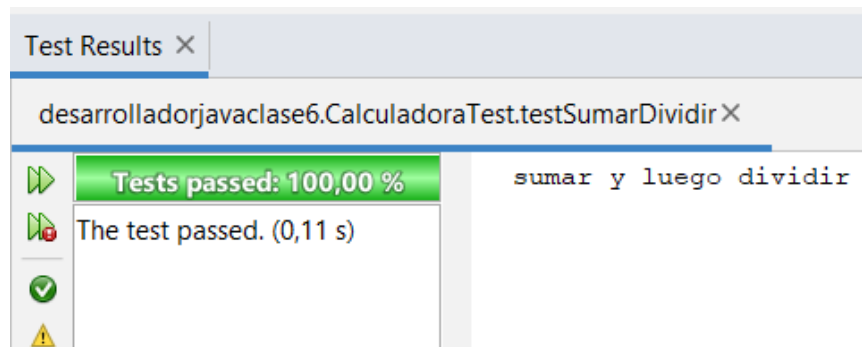 Test Results
desarrolladorjavaclase6.CalculadoraTest.testSumarDividir
Tests passed: 100,00 %
sumar y luego dividir
The test passed. (0,11 s)